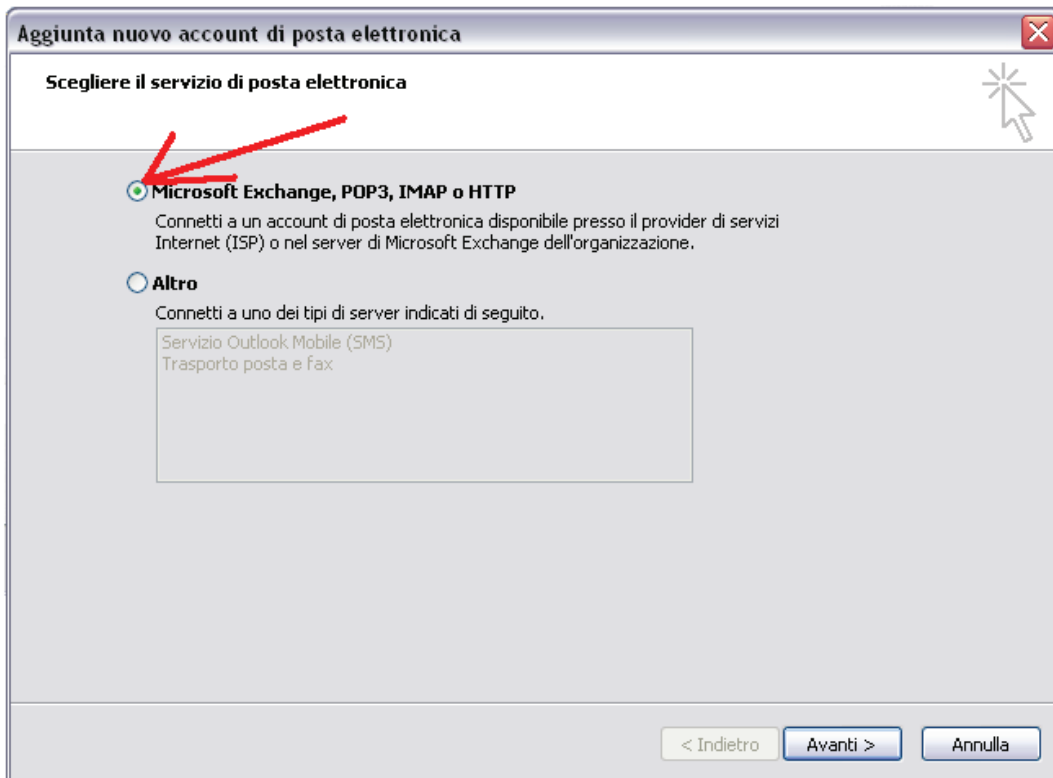 Aggiunta nuovo account di posta elettronica
Scegliere il servizio di posta elettronica
Microsoft Exchange, POP3, IMAP o HTTP
Connetti a un account di posta elettronica disponibile presso il provider di servizi
Internet (ISP) o nel server di Microsoft Exchange dell'organizzazione.
Altro
Connetti a uno dei tipi di server indicati di seguito.
Servizio Outlook Mobile (SMS)
Trasporto posta e fax
< Indietro
Avanti >
Annulla